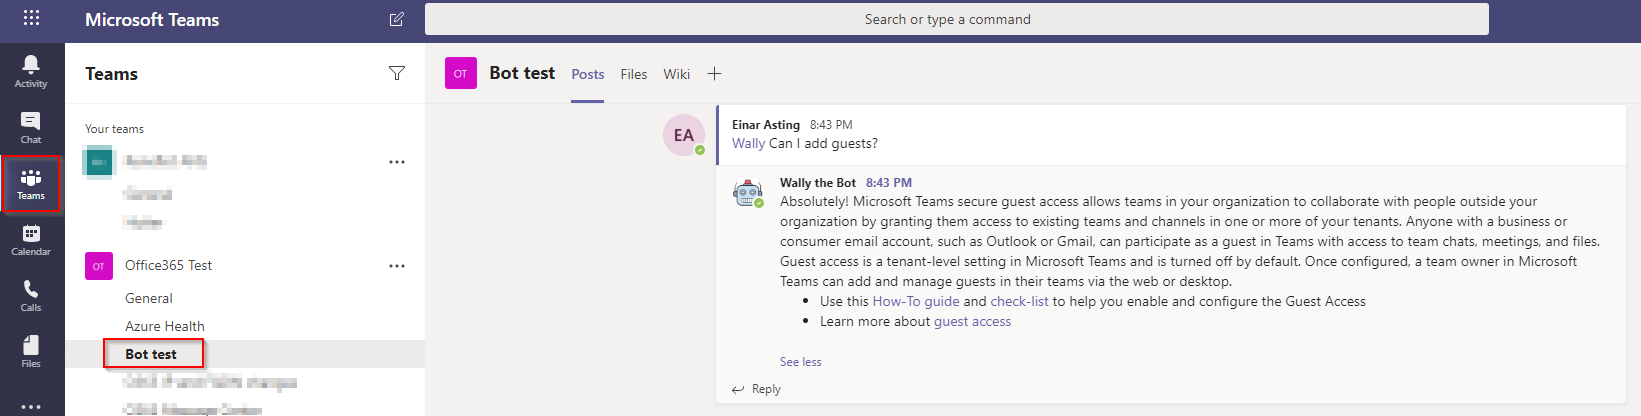 Microsoft Teams
Search or type a command
Activity
Chat
Teams
Calendar
Calls
Files
Teams
Your teams
OT Office365 Test
General
Azure Health
Bot test
OT Bot test Posts Files Wiki
EA
Einar Asting 8:43 PM
Wally Can I add guests?
Wally the Bot 8:43 PM
Absolutely! Microsoft Teams secure guest access allows teams in your organization to collaborate with people outside your
organization by granting them access to existing teams and channels in one or more of your tenants. Anyone with a business or
consumer email account, such as Outlook or Gmail, can participate as a guest in Teams with access to team chats, meetings, and files.
Guest access is a tenant-level setting in Microsoft Teams and is turned off by default. Once configured, a team owner in Microsoft
Teams can add and manage guests in their teams via the web or desktop.
• Use this How-To guide and check-list to help you enable and configure the Guest Access
• Learn more about guest access
See less
Reply